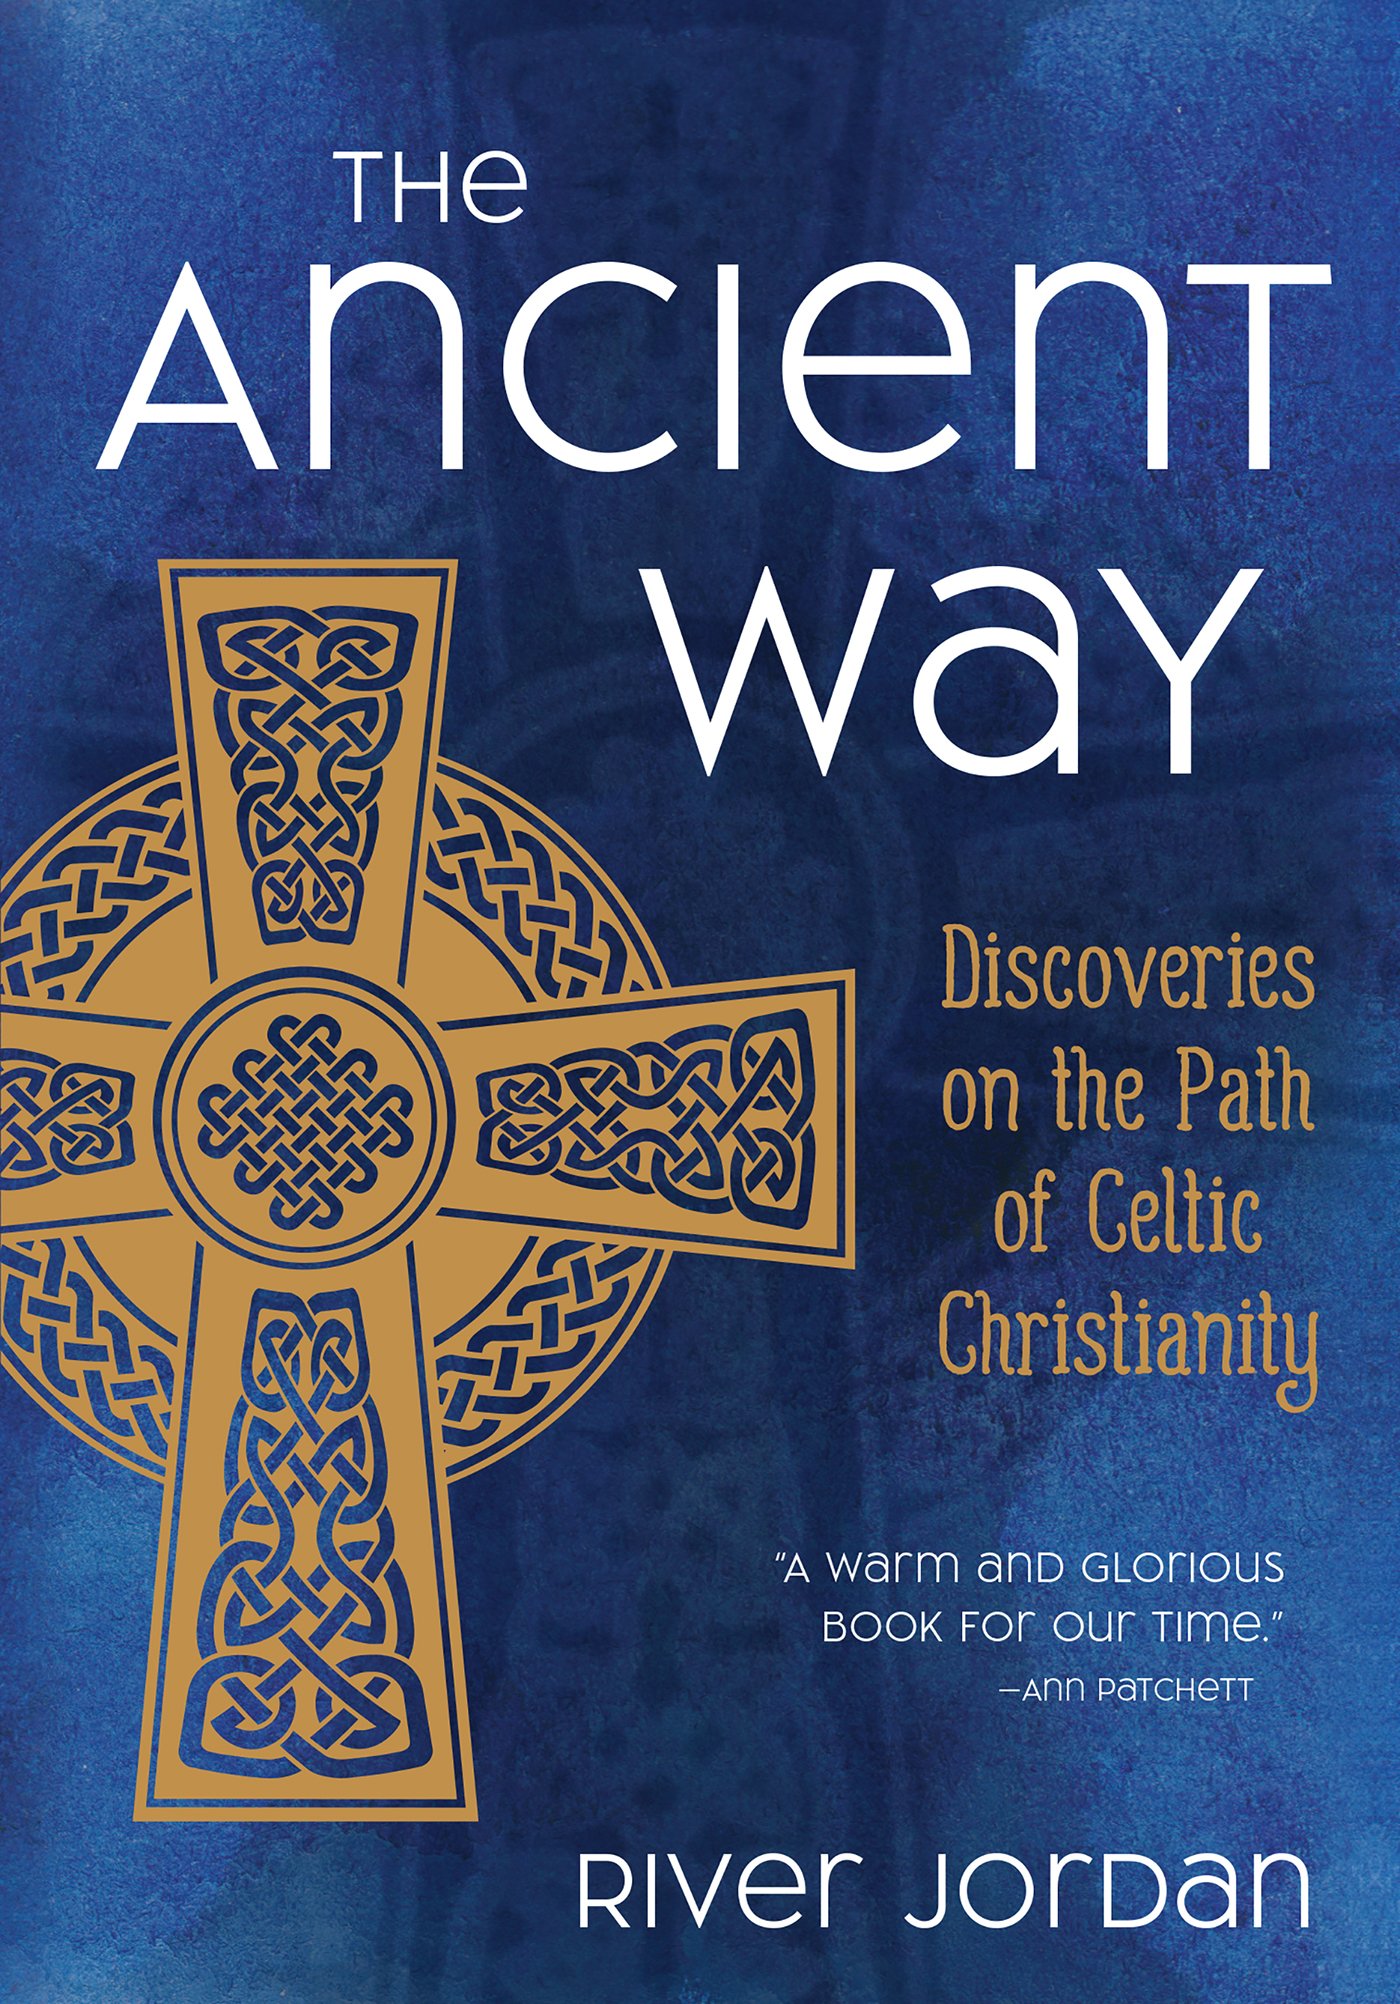 THE
ANCIENT
WAY
Discoveries
on the Path
of Celtic
Christianity
"A WARM AND GLORIOUS
BOOK FOR OUR TIME."
—ANN PATCHETT
RIVER JORDAN